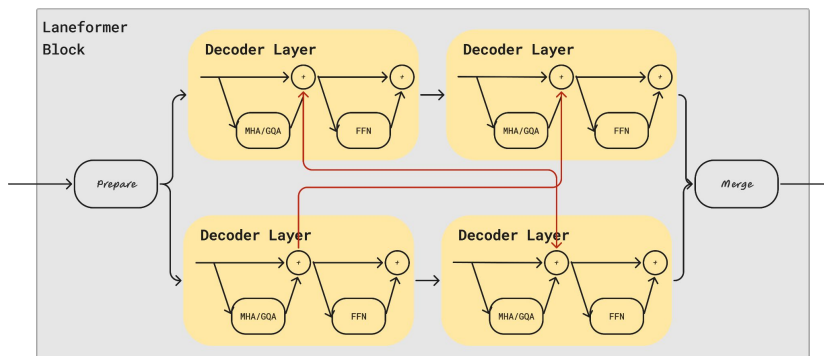 Laneformer
Block
Decoder Layer
Decoder Layer
+
+
+
+
MHA/GQA
FFN
MHA/GQA
FFN
Prepare
Merge
Decoder Layer
Decoder Layer
+
+
+
+
MHA/GQA
FFN
MHA/GQA
FFN